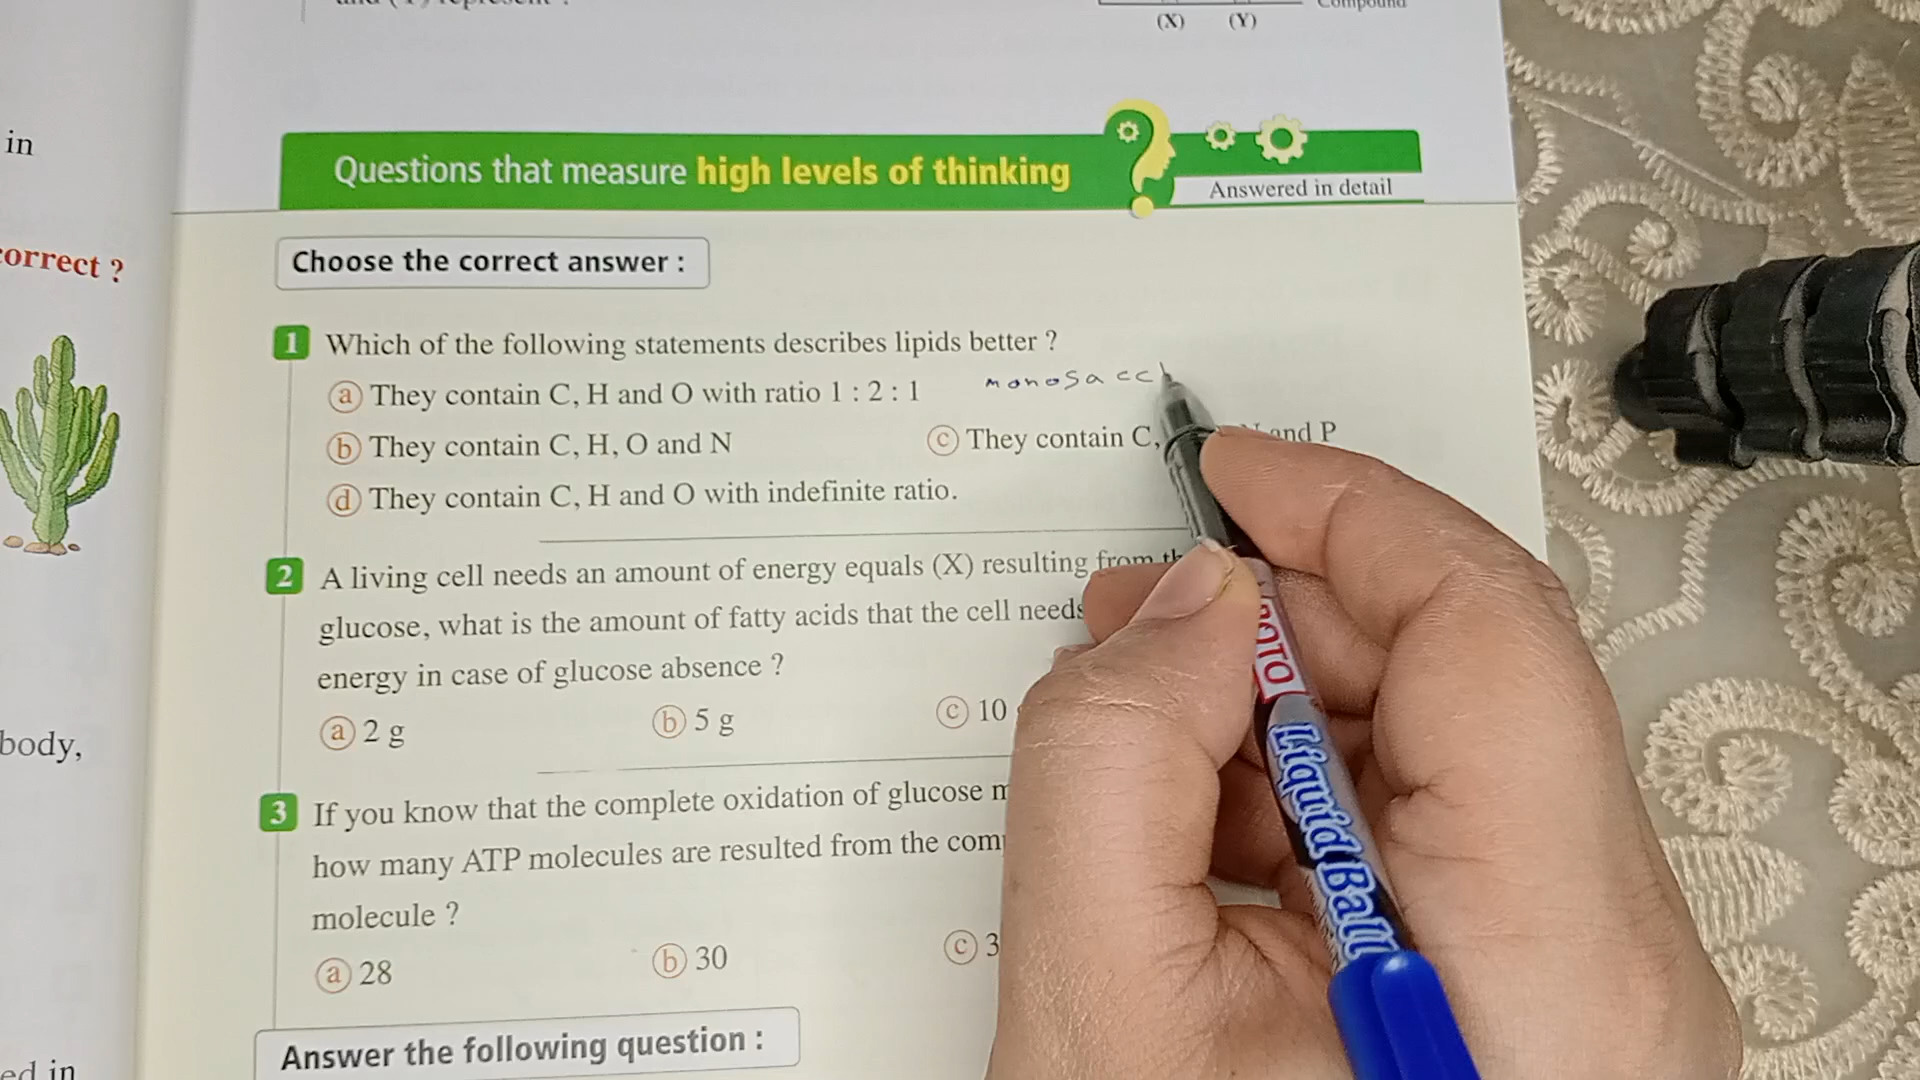 (X) (Y)
Compound
in
correct ?
body,
ed in
Questions that measure high levels of thinking
Answered in detail
Choose the correct answer :
1 Which of the following statements describes lipids better ?
a They contain C, H and O with ratio 1 : 2 : 1 monosacc
b They contain C, H, O and N c They contain C, and P
d They contain C, H and O with indefinite ratio.
2 A living cell needs an amount of energy equals (X) resulting from
glucose, what is the amount of fatty acids that the cell needs
energy in case of glucose absence ?
a 2 g b 5 g c 10
3 If you know that the complete oxidation of glucose
how many ATP molecules are resulted from the
molecule ?
a 28 b 30 c 3
Answer the following question :
ROTO
Liquid Ball